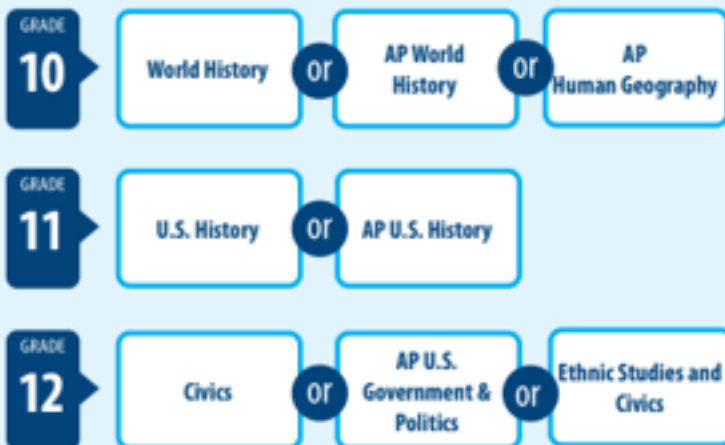 GRADE
10
World History
or
AP World
History
or
AP
Human Geography
GRADE
11
U.S. History
or
AP U.S. History
GRADE
12
Civics
or
AP U.S.
Government &
Politics
or
Ethnic Studies and
Civics